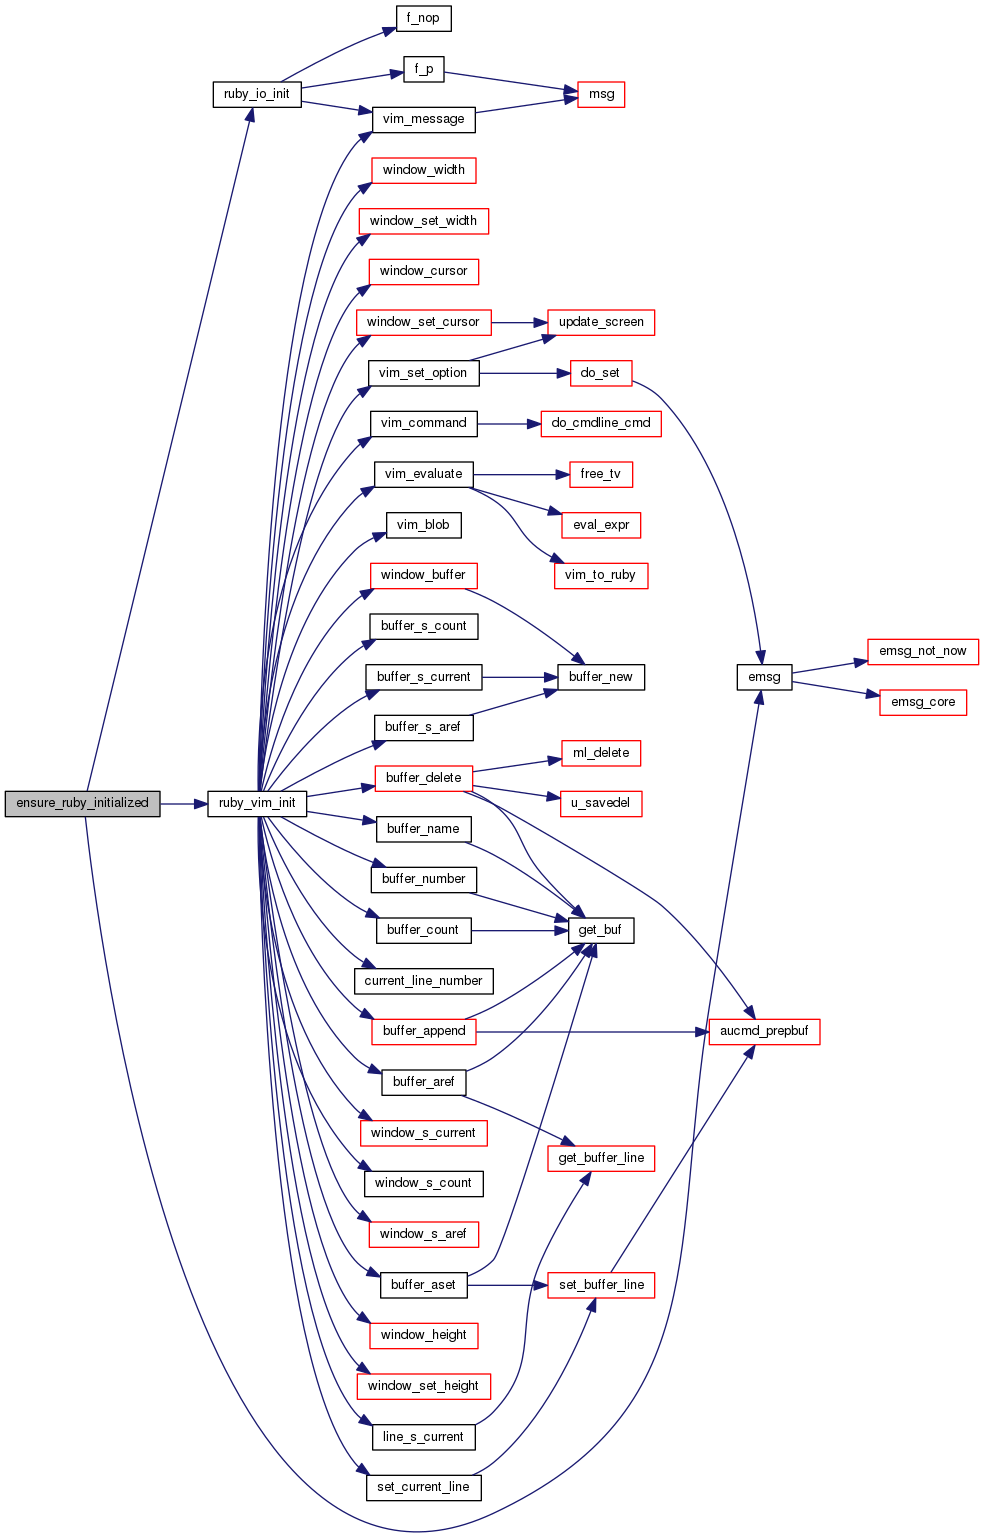 f_nop
f_p
ruby_io_init
msg
vim_message
window_width
window_set_width
window_cursor
window_set_cursor
update_screen
vim_set_option
do_set
vim_command
do_cmdline_cmd
vim_evaluate
free_tv
vim_blob
eval_expr
window_buffer
vim_to_ruby
buffer_s_count
buffer_s_current
buffer_new
emsg
emsg_not_now
emsg_core
buffer_s_aref
ml_delete
buffer_delete
ensure_ruby_initialized
ruby_vim_init
u_savedel
buffer_name
buffer_number
buffer_count
get_buf
current_line_number
buffer_append
aucmd_prepbuf
buffer_aref
window_s_current
get_buffer_line
window_s_count
window_s_aref
buffer_aset
set_buffer_line
window_height
window_set_height
line_s_current
set_current_line